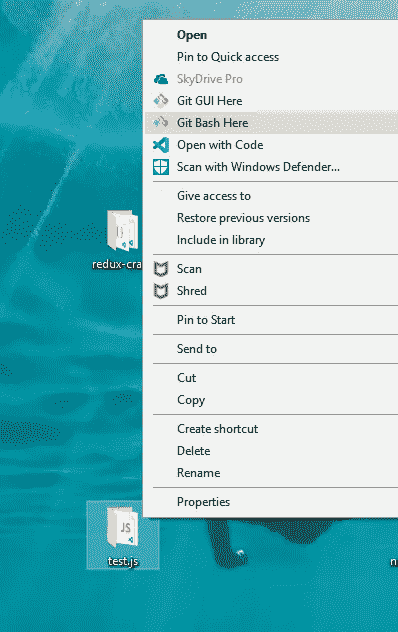 Open
Pin to Quick access
SkyDrive Pro
Git GUI Here
Git Bash Here
Open with Code
Scan with Windows Defender...
Give access to
Restore previous versions
Include in library
redux-cra
Scan
Shred
Pin to Start
Send to
Cut
Copy
Create shortcut
Delete
Rename
Properties
JS
test.js
n